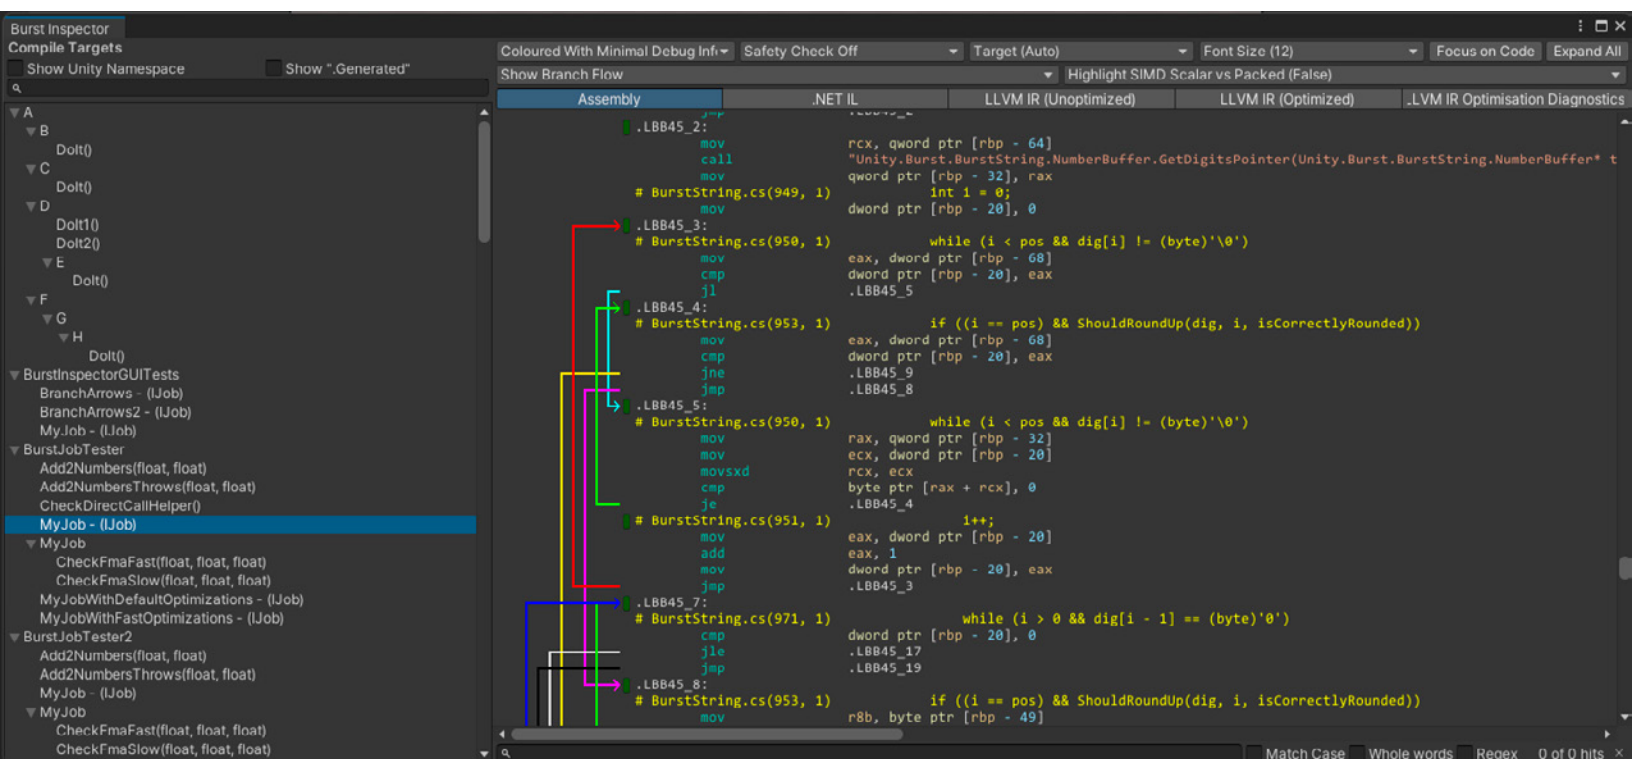 Burst Inspector
Compile Targets
Show Unity Namespace
Show ".Generated"
A
B
DoIt()
C
DoIt()
D
DoIt1()
DoIt2()
E
DoIt()
F
G
H
DoIt()
BurstInspectorGUITests
BranchArrows - (IJob)
BranchArrows2 - (IJob)
MyJob - (IJob)
BurstJobTester
Add2Numbers(float, float)
Add2NumbersThrows(float, float)
CheckDirectCallHelper()
MyJob - (IJob)
MyJob
CheckFmaFast(float, float, float)
CheckFmaSlow(float, float, float)
MyJobWithDefaultOptimizations - (IJob)
MyJobWithFastOptimizations - (IJob)
BurstJobTester2
Add2Numbers(float, float)
Add2NumbersThrows(float, float)
MyJob - (IJob)
MyJob
CheckFmaFast(float, float, float)
CheckFmaSlow(float, float, float)
Coloured With Minimal Debug Inf Safety Check Off Target (Auto) Font Size (12) Focus on Code Expand All
Show Branch Flow Highlight SIMD Scalar vs Packed (False)
Assembly .NET IL LLVM IR (Unoptimized) LLVM IR (Optimized) .LVM IR Optimisation Diagnostics
jmp .LBB45_2
.LBB45_2:
mov rcx, qword ptr [rbp - 64]
call "Unity.Burst.BurstString.NumberBuffer.GetDigitsPointer(Unity.Burst.BurstString.NumberBuffer* t
mov qword ptr [rbp - 32], rax
# BurstString.cs(949, 1) int i = 0;
mov dword ptr [rbp - 20], 0
.LBB45_3:
# BurstString.cs(950, 1) while (i < pos && dig[i] != (byte)'\0')
mov eax, dword ptr [rbp - 68]
cmp dword ptr [rbp - 20], eax
jl .LBB45_5
.LBB45_4:
# BurstString.cs(953, 1) if ((i == pos) && ShouldRoundUp(dig, i, isCorrectlyRounded))
mov eax, dword ptr [rbp - 68]
cmp dword ptr [rbp - 20], eax
jne .LBB45_9
jmp .LBB45_8
.LBB45_5:
# BurstString.cs(950, 1) while (i < pos && dig[i] != (byte)'\0')
mov rax, qword ptr [rbp - 32]
mov ecx, dword ptr [rbp - 20]
movsxd rcx, ecx
cmp byte ptr [rax + rcx], 0
je .LBB45_4
# BurstString.cs(951, 1) i++;
mov eax, dword ptr [rbp - 20]
add eax, 1
mov dword ptr [rbp - 20], eax
jmp .LBB45_3
.LBB45_7:
# BurstString.cs(971, 1) while (i > 0 && dig[i - 1] == (byte)'0')
cmp dword ptr [rbp - 20], 0
jle .LBB45_17
jmp .LBB45_19
.LBB45_8:
# BurstString.cs(953, 1) if ((i == pos) && ShouldRoundUp(dig, i, isCorrectlyRounded))
mov r8b, byte ptr [rbp - 49]
Match Case Whole words Regex 0 of 0 hits